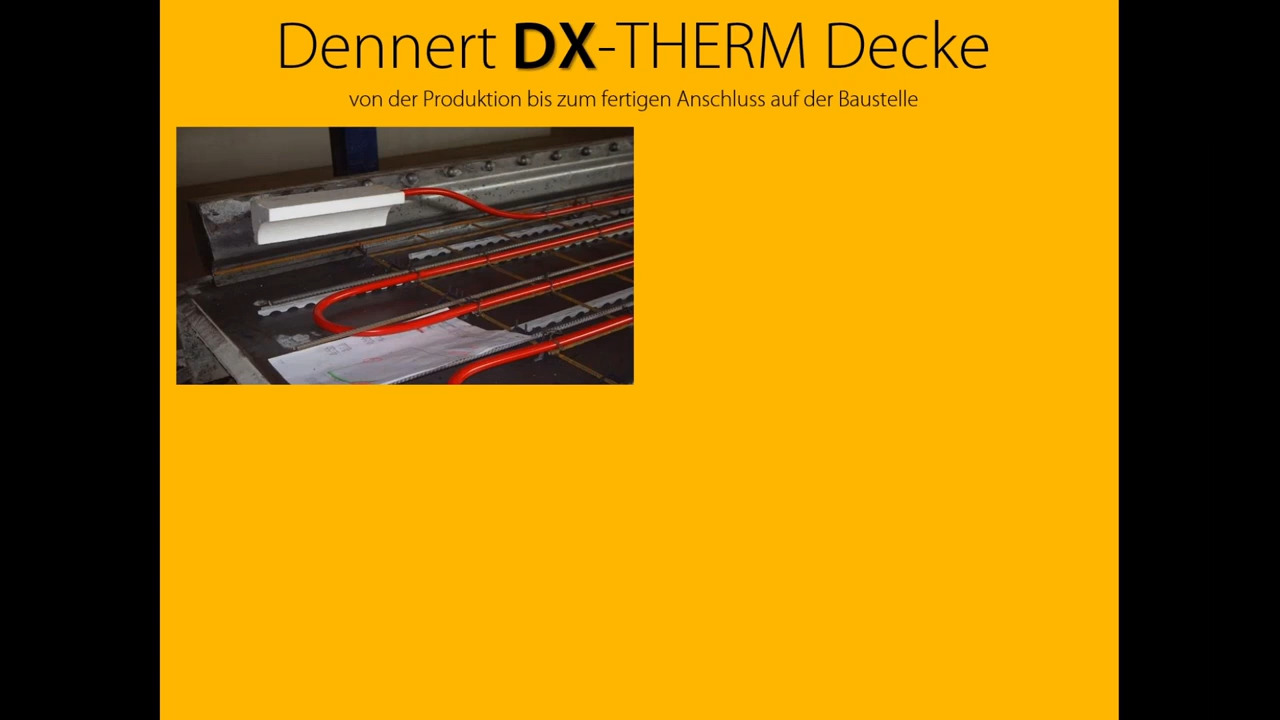 Dennert DX-THERM Decke
von der Produktion bis zum fertigen Anschluss auf der Baustelle